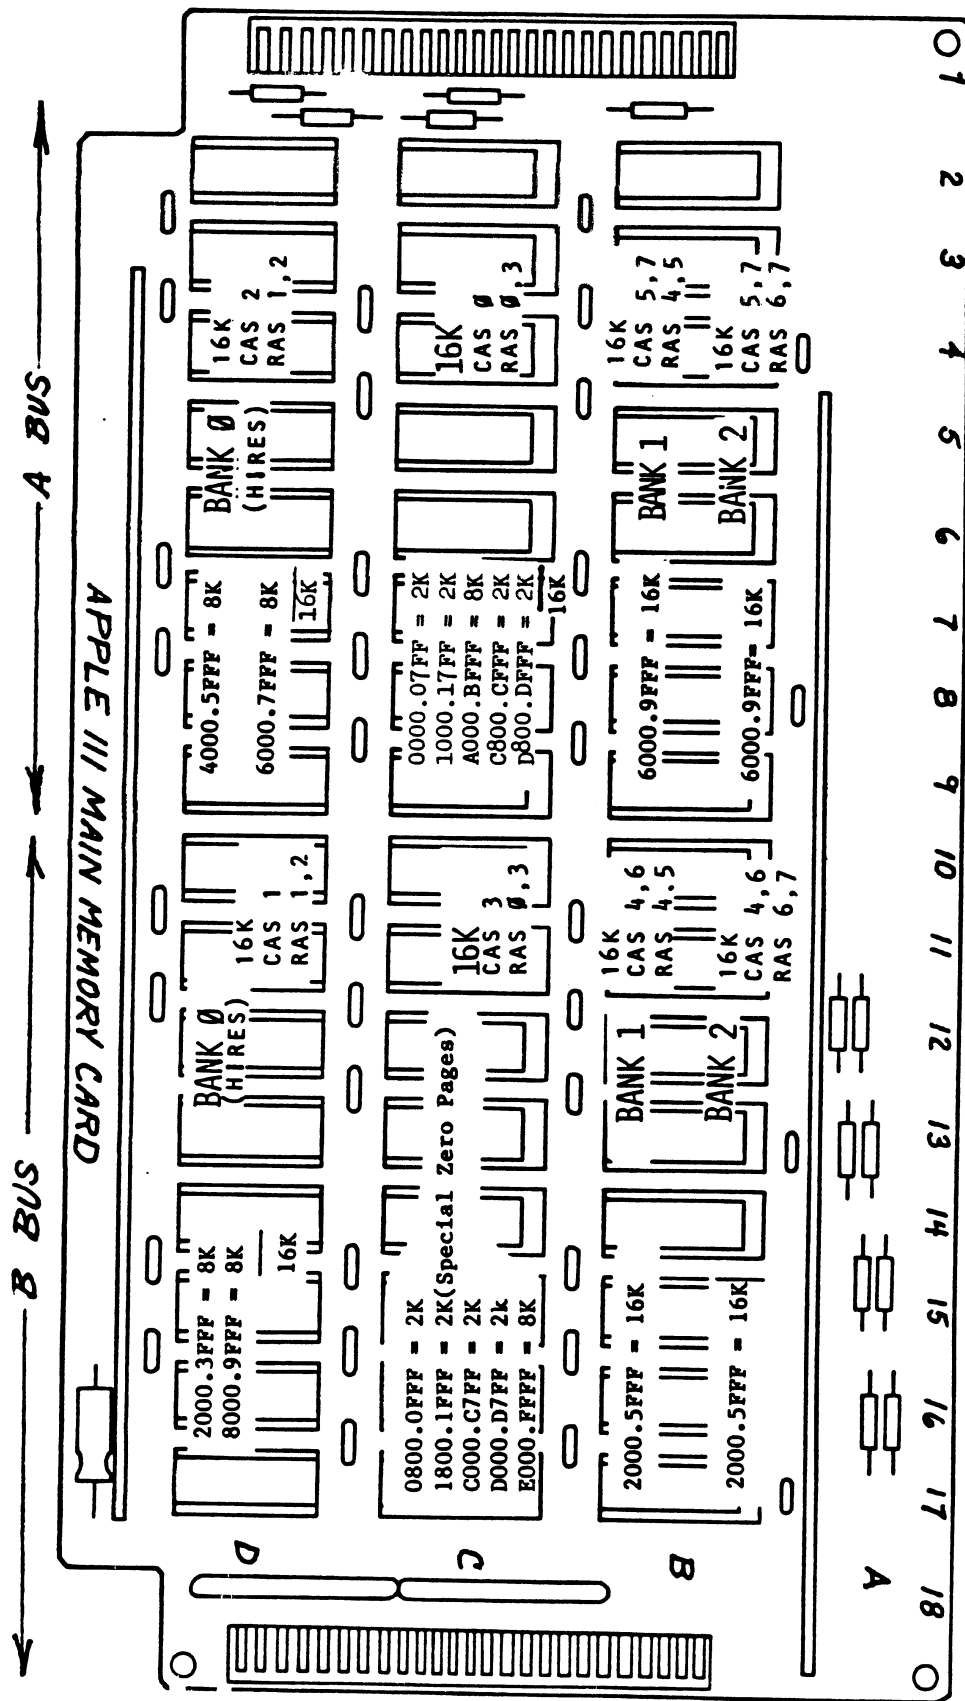 APPLE III MAIN MEMORY CARD
A BUS
B BUS
1
2
3
4
5
6
7
8
9
10
11
12
13
14
15
16
17
18
A
B
C
D
16K
CAS 2
RAS 1,2
BANK Ø
(HIRES)
4000.5FFF = 8K
6000.7FFF = 8K
16K
16K
CAS 1
RAS 1,2
BANK Ø
(HIRES)
2000.3FFF = 8K
8000.9FFF = 8K
16K
16K
CAS Ø
RAS Ø,3
0000.07FF = 2K
1000.17FF = 2K
A000.BFFF = 8K
C800.CFFF = 2K
D800.DFFF = 2K
16K
16K
CAS 3
RAS Ø,3
0800.0FFF = 2K
1800.1FFF = 2K(Special Zero Pages)
C000.C7FF = 2K
D000.D7FF = 2k
E000.FFFF = 8K
16K
CAS 5,7
RAS 4,5
16K
CAS 5,7
RAS 6,7
BANK 1
BANK 2
6000.9FFF = 16K
6000.9FFF= 16K
16K
CAS 4,6
RAS 4.5
16K
CAS 4,6
RAS 6,7
BANK 1
BANK 2
2000.5FFF = 16K
2000.5FFF = 16K